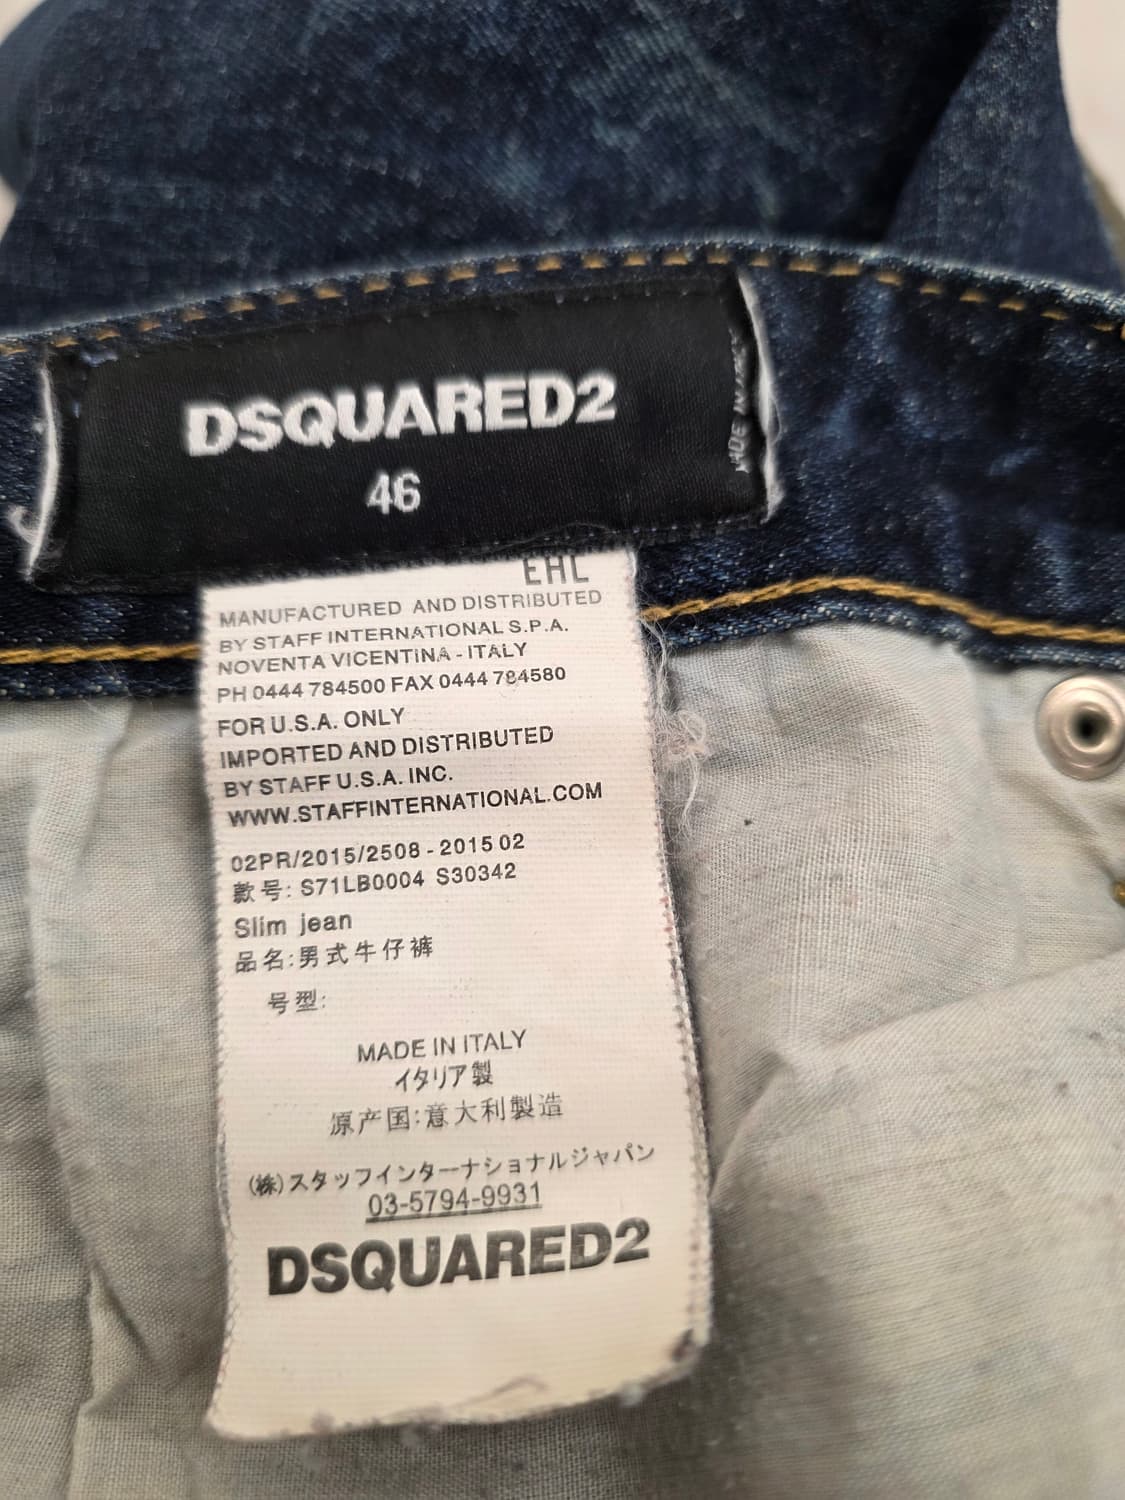 DSQUARED2
46
MADE IN ITALY
EHL
MANUFACTURED AND DISTRIBUTED
BY STAFF INTERNATIONAL S.P.A.
NOVENTA VICENTINA - ITALY
PH 0444 784500 FAX 0444 784580
FOR U.S.A. ONLY
IMPORTED AND DISTRIBUTED
BY STAFF U.S.A. INC.
WWW.STAFFINTERNATIONAL.COM
02PR/2015/2508 - 2015 02
款号: S71LB0004 S30342
Slim jean
品名:男式牛仔裤
号型:
MADE IN ITALY
イタリア製
原产国:意大利製造
(株)スタッフインターナショナルジャパン
03-5794-9931
DSQUARED2